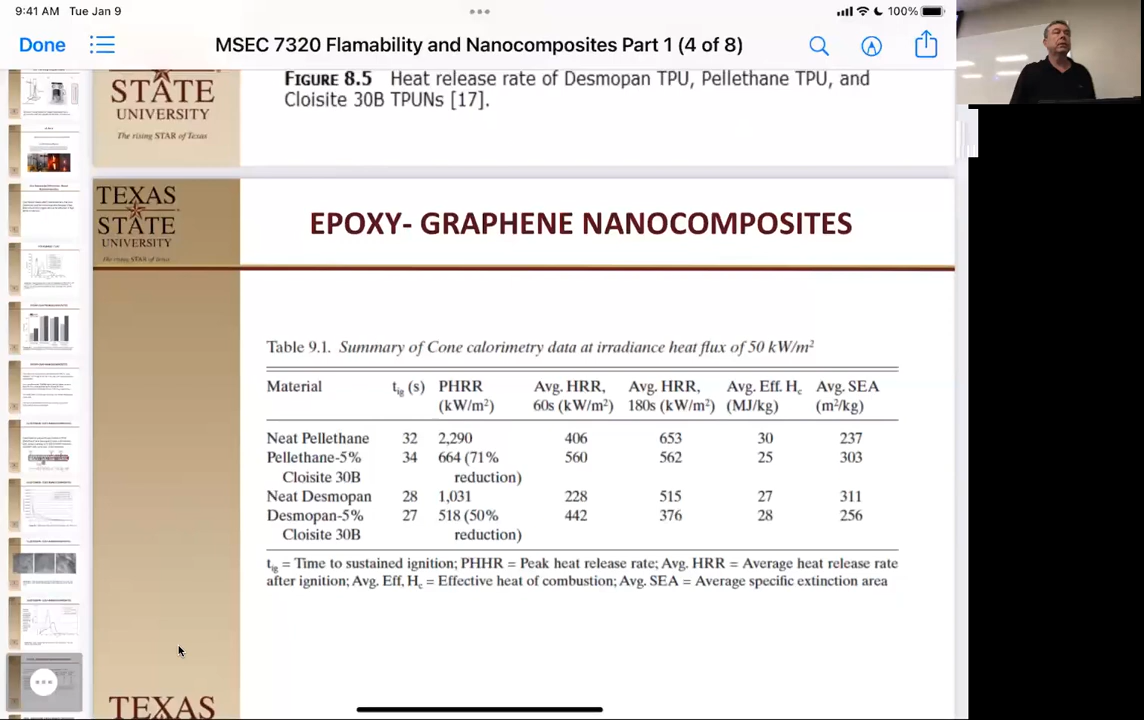 9:41 AM Tue Jan 9
100%
Done
MSEC 7320 Flamability and Nanocomposites Part 1 (4 of 8)
STATE
UNIVERSITY
The rising STAR of Texas
FIGURE 8.5 Heat release rate of Desmopan TPU, Pellethane TPU, and
Cloisite 30B TPUNs [17].
TEXAS
STATE
UNIVERSITY
The rising STAR of Texas
EPOXY- GRAPHENE NANOCOMPOSITES
Table 9.1. Summary of Cone calorimetry data at irradiance heat flux of 50 kW/m²
Material tig (s) PHRR Avg. HRR, Avg. HRR, Avg. Eff. Hc Avg. SEA
(kW/m²) 60s (kW/m²) 180s (kW/m²) (MJ/kg) (m²/kg)
Neat Pellethane 32 2,290 406 653 30 237
Pellethane-5% 34 664 (71% 560 562 25 303
Cloisite 30B reduction)
Neat Desmopan 28 1,031 228 515 27 311
Desmopan-5% 27 518 (50% 442 376 28 256
Cloisite 30B reduction)
tig = Time to sustained ignition; PHHR = Peak heat release rate; Avg. HRR = Average heat release rate
after ignition; Avg. Eff, Hc = Effective heat of combustion; Avg. SEA = Average specific extinction area
TEXAS